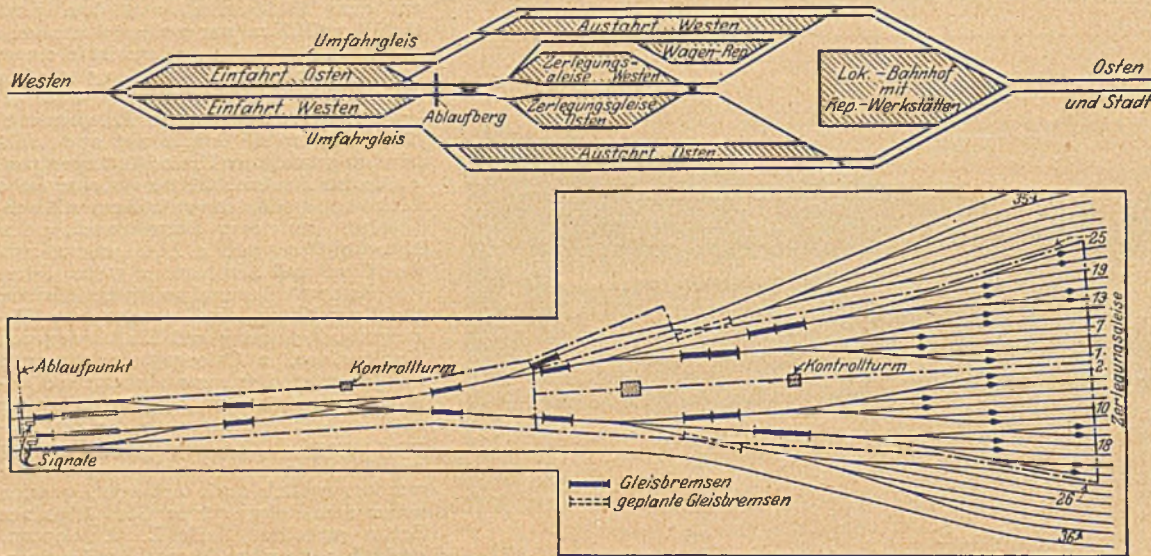 Umfahrgleis
Ausfahrt . Westen
Wagen-Rep.
Westen
Einfahrt . Osten
Zerlegungs-
gleise . . Westen
Lok.-Bahnhof
mit
Rep.-Werkstätten
Osten
und Stadt
Einfahrt . Westen
Ablaufberg
Zerlegungsgleise
Osten
Umfahrgleis
Ausfahrt . Osten
35
25
19
13
7
1
2
10
18
26
36
Zerlegungsgleise
Ablaufpunkt
Kontrollturm
Kontrollturm
Signale
Gleisbremsen
geplante Gleisbremsen